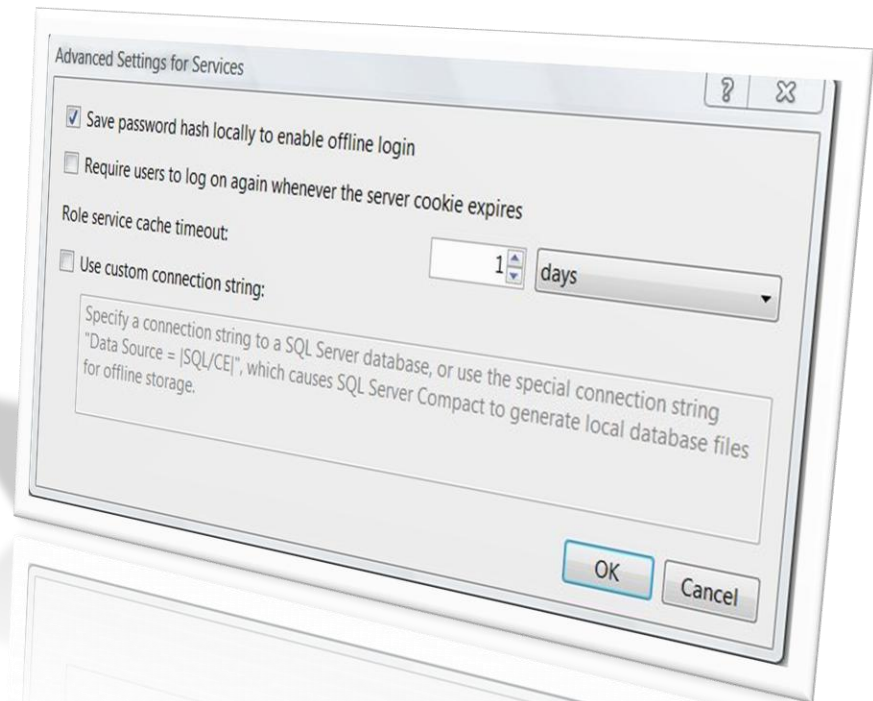 Advanced Settings for Services
Save password hash locally to enable offline login
Require users to log on again whenever the server cookie expires
Role service cache timeout:
1
days
Use custom connection string:
Specify a connection string to a SQL Server database, or use the special connection string
"Data Source = |SQL/CE|", which causes SQL Server Compact to generate local database files
for offline storage.
OK
Cancel